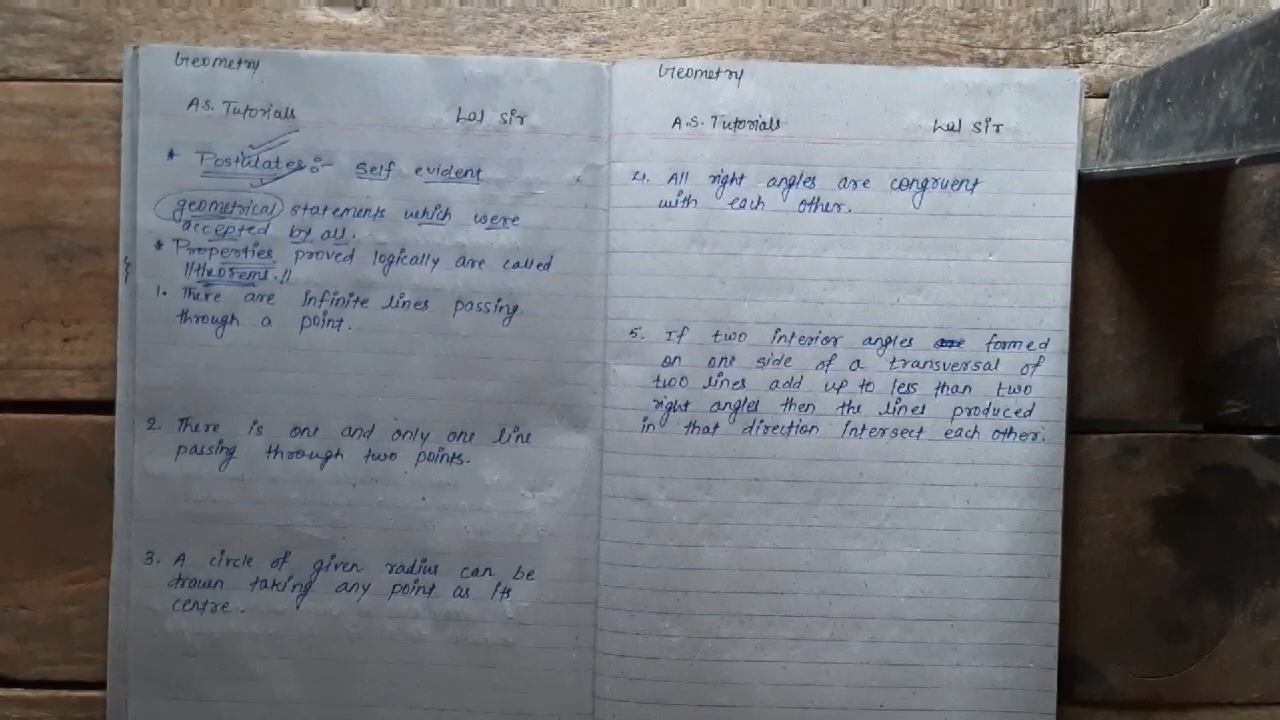 Geometry
A.S. Tutorials Lal Sir
* Postulates :- Self evident
geometrical statements which were
accepted by all.
* Properties proved logically are called
"theorems."
1. There are infinite lines passing
through a point.
2. There is one and only one line
passing through two points.
3. A circle of given radius can be
drawn taking any point as its
centre.
Geometry
A.S. Tutorials Lal Sir
4. All right angles are congruent
with each other.
5. If two interior angles formed
on one side of a transversal of
two lines add up to less than two
right angles then the lines produced
in that direction intersect each other.